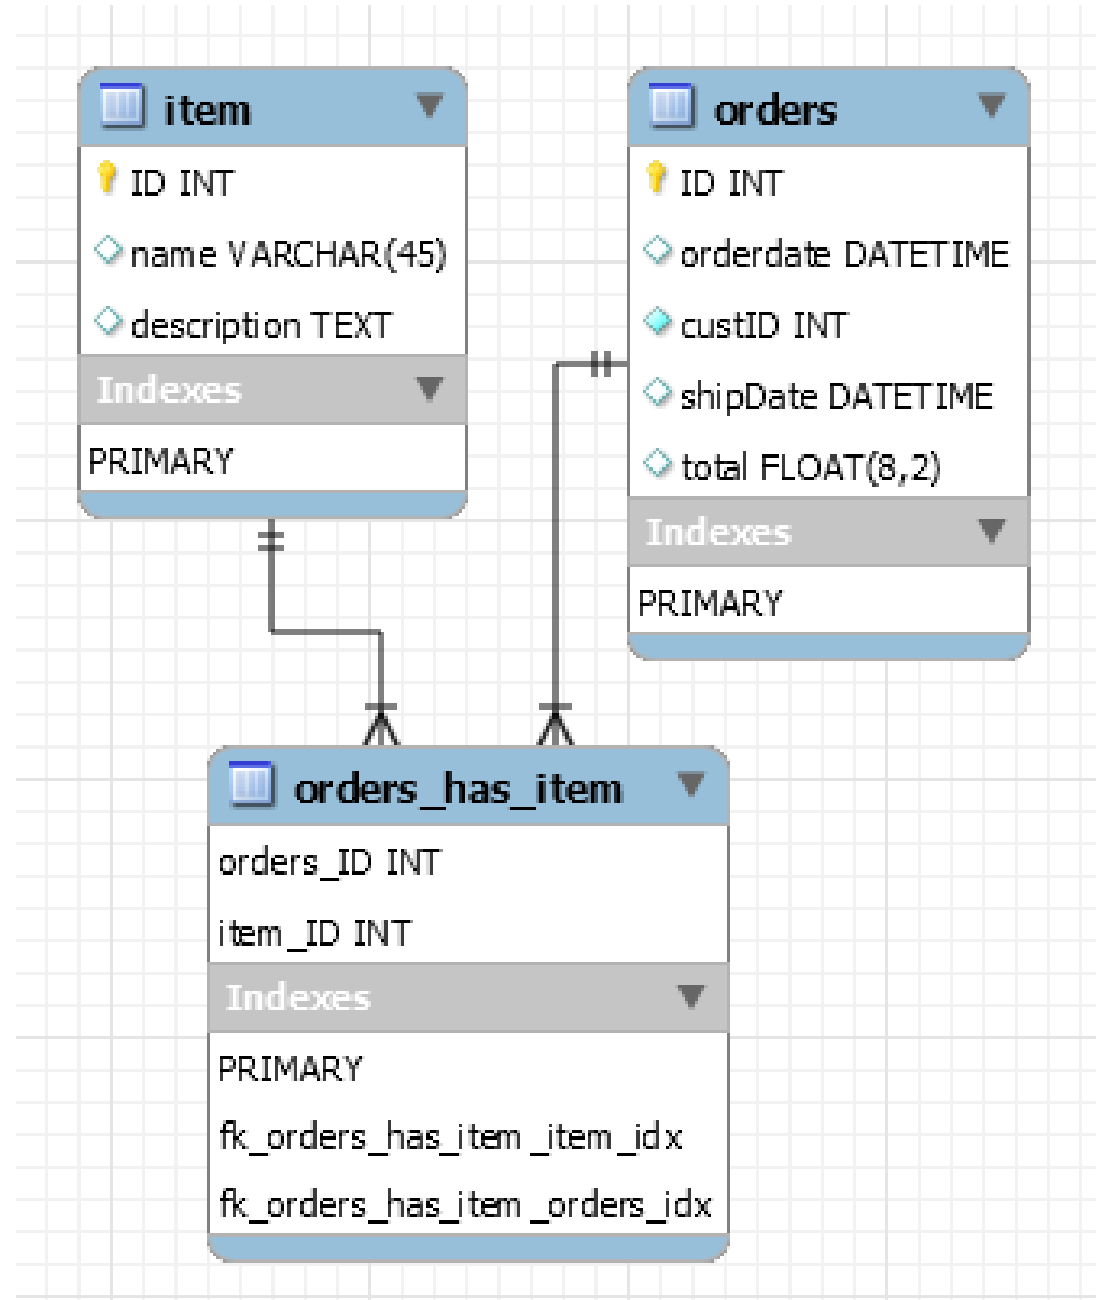 item
ID INT
name VARCHAR(45)
description TEXT
Indexes
PRIMARY
orders
ID INT
orderdate DATETIME
custID INT
shipDate DATETIME
total FLOAT(8,2)
Indexes
PRIMARY
orders_has_item
orders_ID INT
item_ID INT
Indexes
PRIMARY
fk_orders_has_item_item_idx
fk_orders_has_item_orders_idx